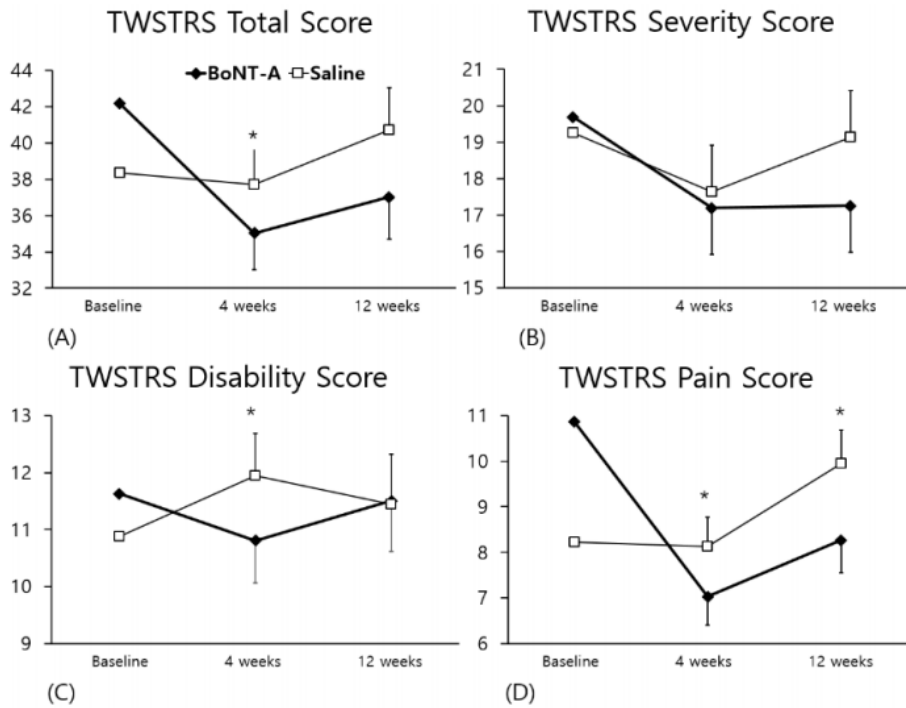 TWSTRS Total Score
44
42
40
38
36
34
32
BoNT-A Saline
*
Baseline 4 weeks 12 weeks
(A)
TWSTRS Severity Score
21
20
19
18
17
16
15
Baseline 4 weeks 12 weeks
(B)
TWSTRS Disability Score
13
12
11
10
9
*
Baseline 4 weeks 12 weeks
(C)
TWSTRS Pain Score
11
10
9
8
7
6
*
*
Baseline 4 weeks 12 weeks
(D)